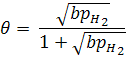 θ = √(bp_{H_2}) / (1 + √(bp_{H_2}))